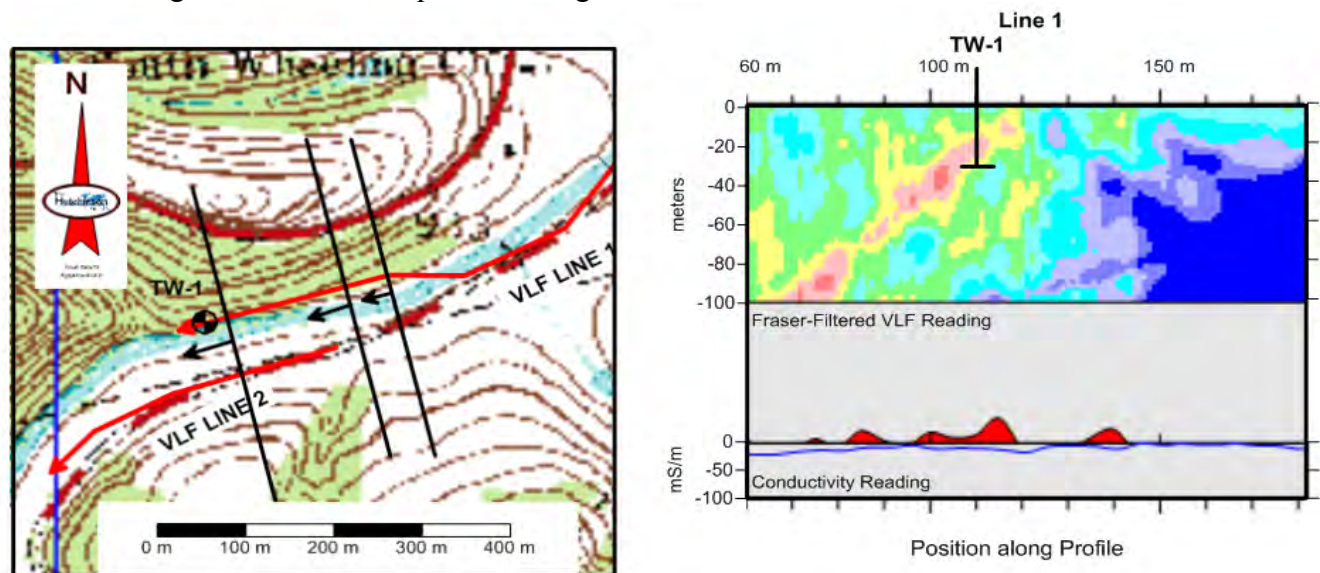 N
Hutchinson
TW-1
VLF LINE 1
VLF LINE 2
0 m 100 m 200 m 300 m 400 m
Line 1
TW-1
60 m 100 m 150 m
0
-20
-40
-60
-80
-100
meters
Fraser-Filtered VLF Reading
0
-50
-100
mS/m
Conductivity Reading
Position along Profile